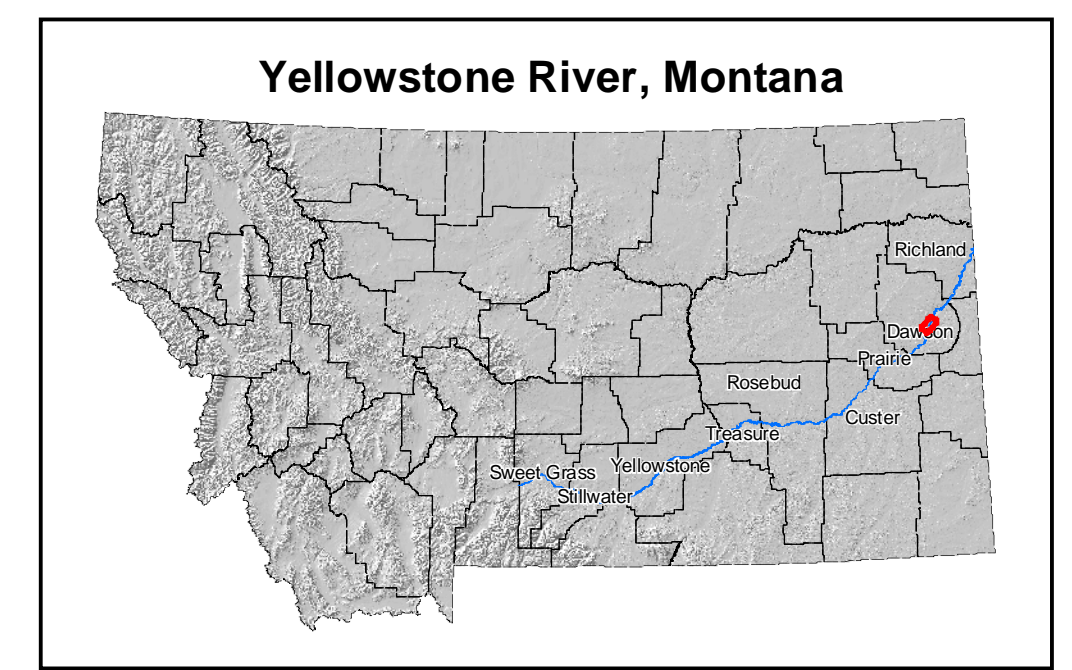 Yellowstone River, Montana
Richland
Dawson
Prairie
Rosebud
Custer
Treasure
Yellowstone
Sweet Grass
Stillwater